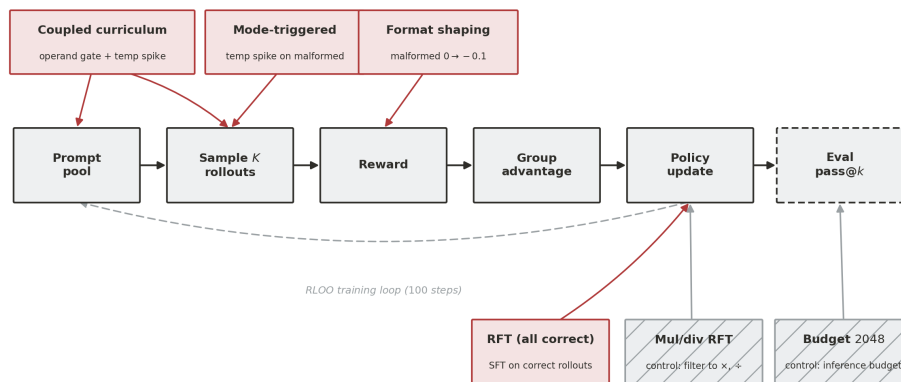 Coupled curriculum
operand gate + temp spike
Mode-triggered
temp spike on malformed
Format shaping
malformed 0 → −0.1
Prompt
pool
Sample K
rollouts
Reward
Group
advantage
Policy
update
Eval
pass@k
RLOO training loop (100 steps)
RFT (all correct)
SFT on correct rollouts
Mul/div RFT
control: filter to ×, ÷
Budget 2048
control: inference budget